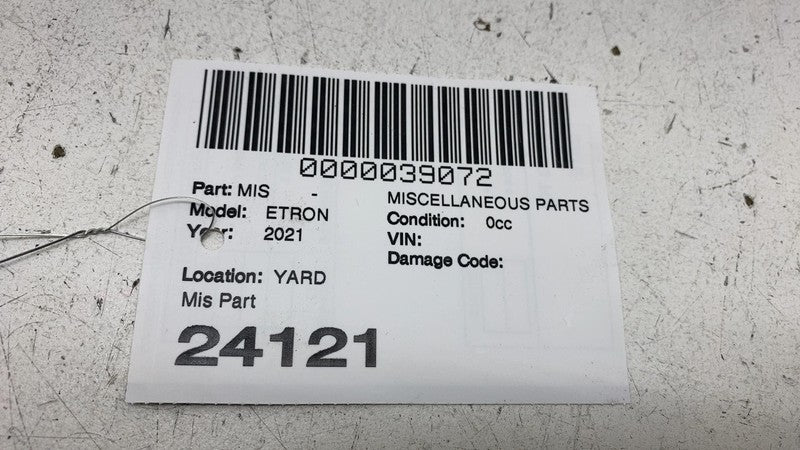 0000039072
Part: MIS - MISCELLANEOUS PARTS
Model: ETRON Condition: 0cc
Year: 2021 VIN:
Damage Code:
Location: YARD
Mis Part
24121